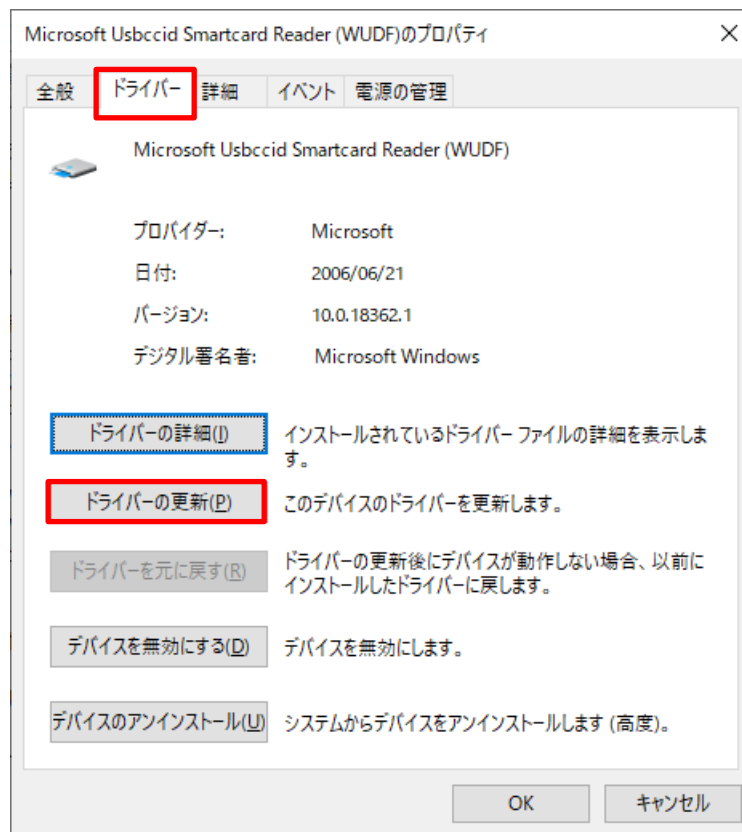 Microsoft Usbccid Smartcard Reader (WUDF)のプロパティ
全般 ドライバー 詳細 イベント 電源の管理
Microsoft Usbccid Smartcard Reader (WUDF)
プロバイダー: Microsoft
日付: 2006/06/21
バージョン: 10.0.18362.1
デジタル署名者: Microsoft Windows
ドライバーの詳細(I) インストールされているドライバー ファイルの詳細を表示しま
す。
ドライバーの更新(P) このデバイスのドライバーを更新します。
ドライバーを元に戻す(R) ドライバーの更新後にデバイスが動作しない場合、以前に
インストールしたドライバーに戻します。
デバイスを無効にする(D) デバイスを無効にします。
デバイスのアンインストール(U) システムからデバイスをアンインストールします (高度)。
OK キャンセル